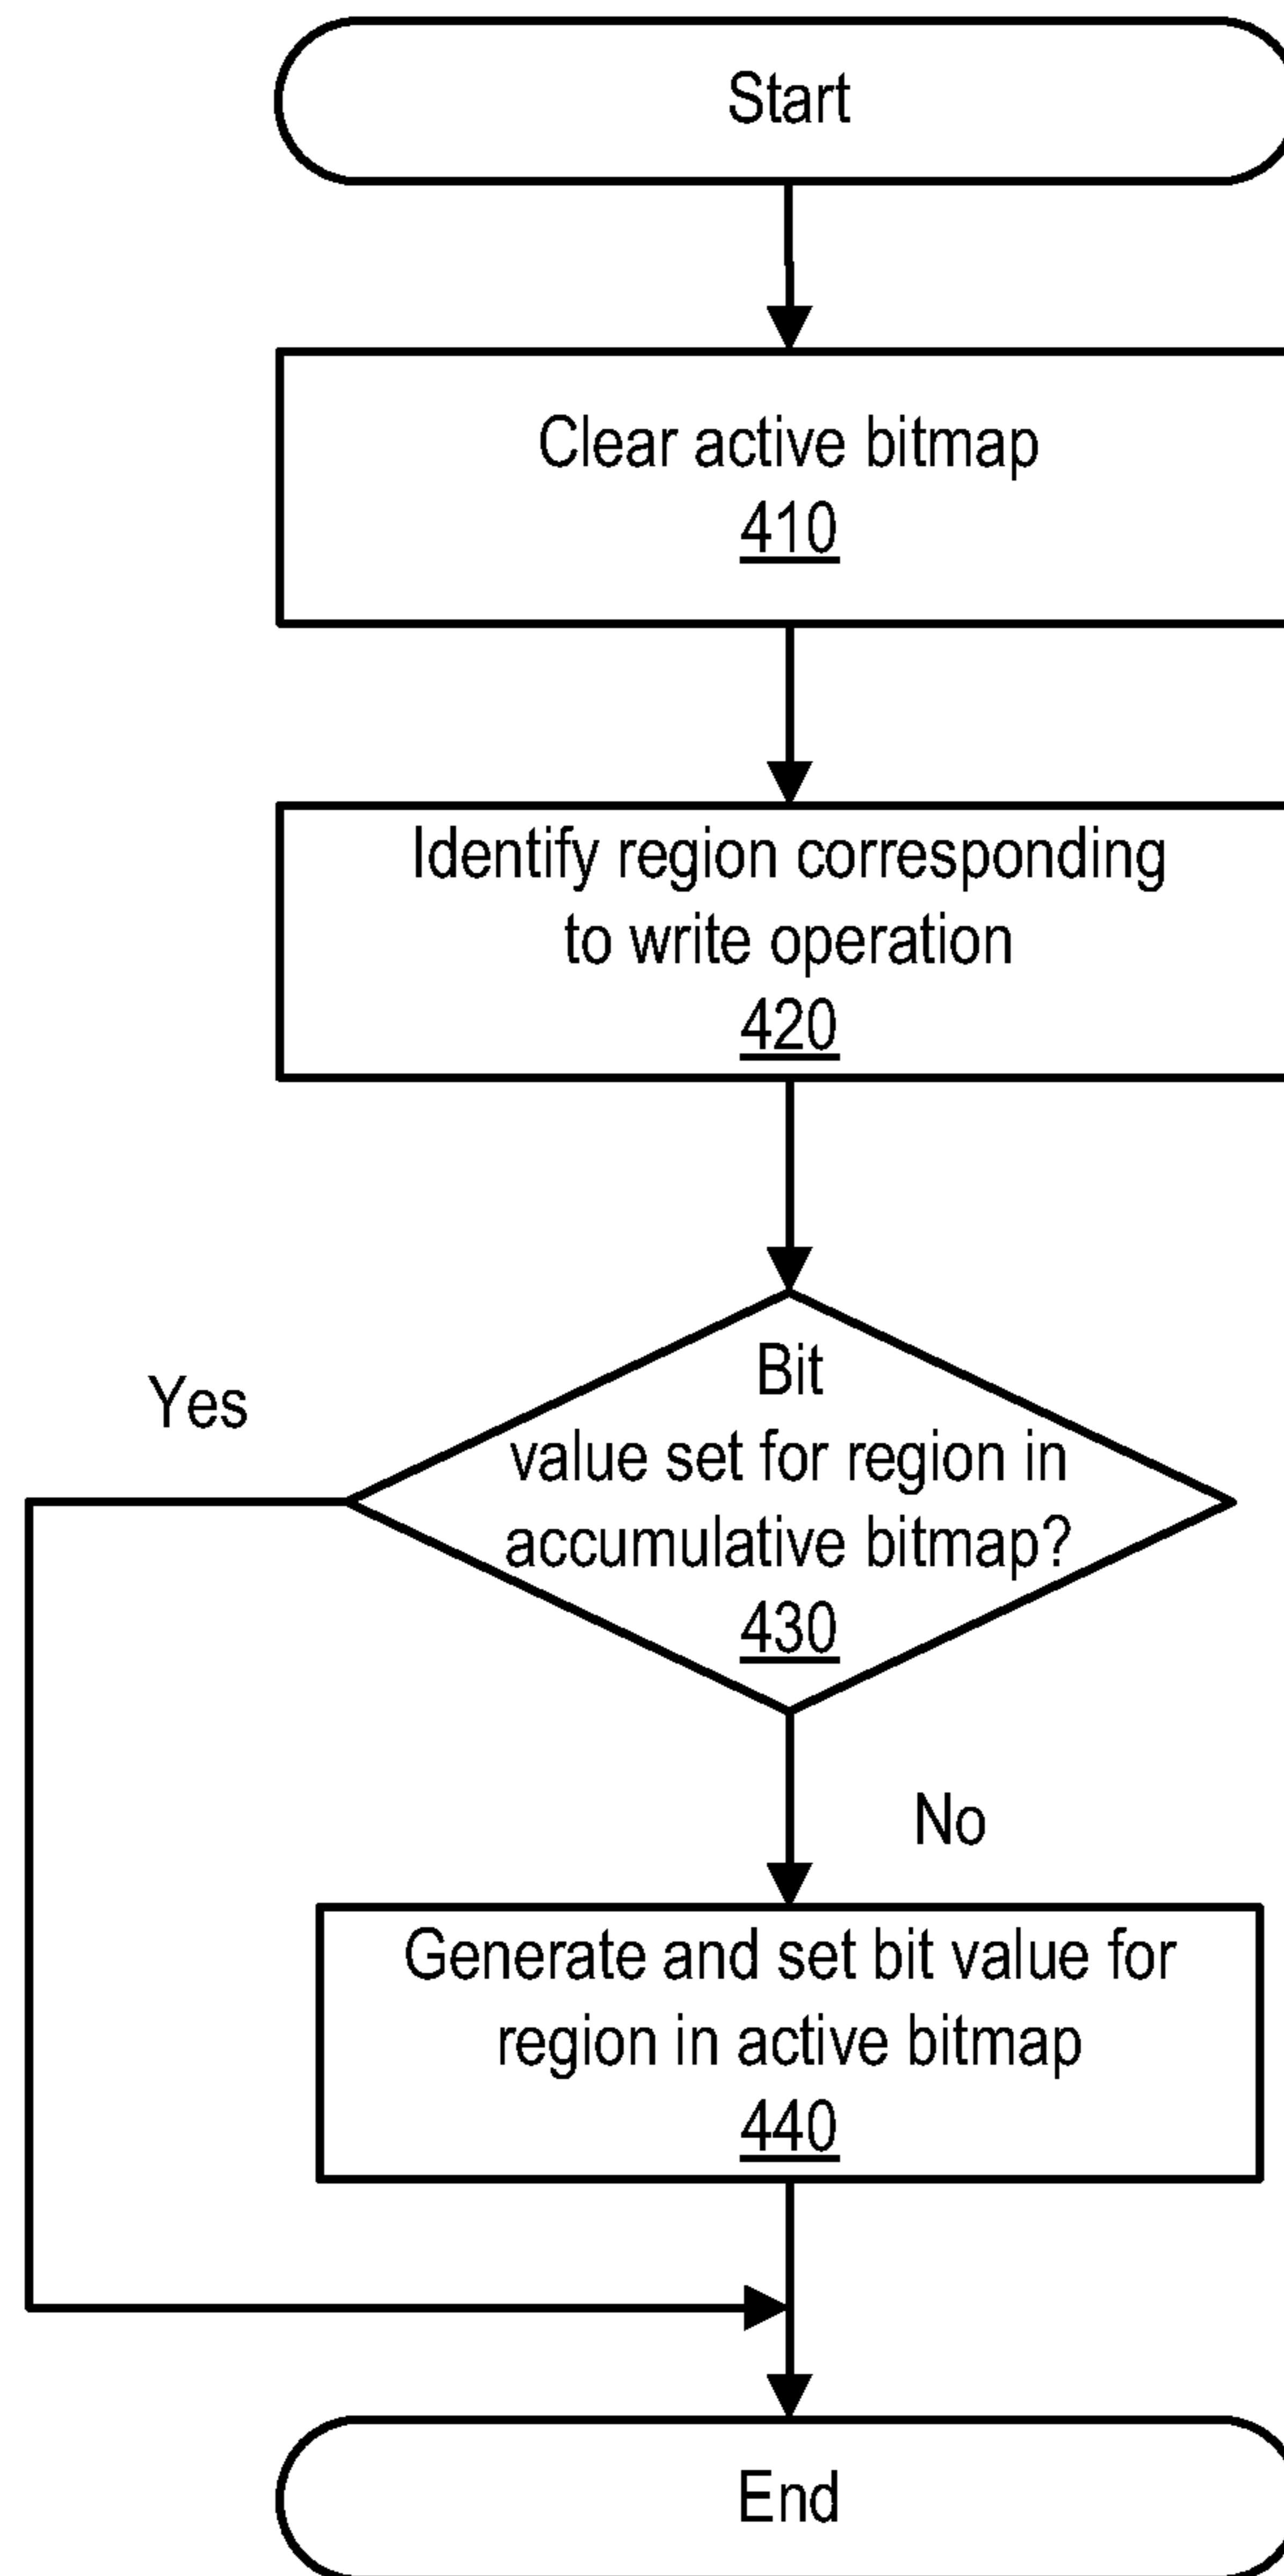 Start
Clear active bitmap
410
Identify region corresponding
to write operation
420
Bit
value set for region in
accumulative bitmap?
430
Yes
No
Generate and set bit value for
region in active bitmap
440
End